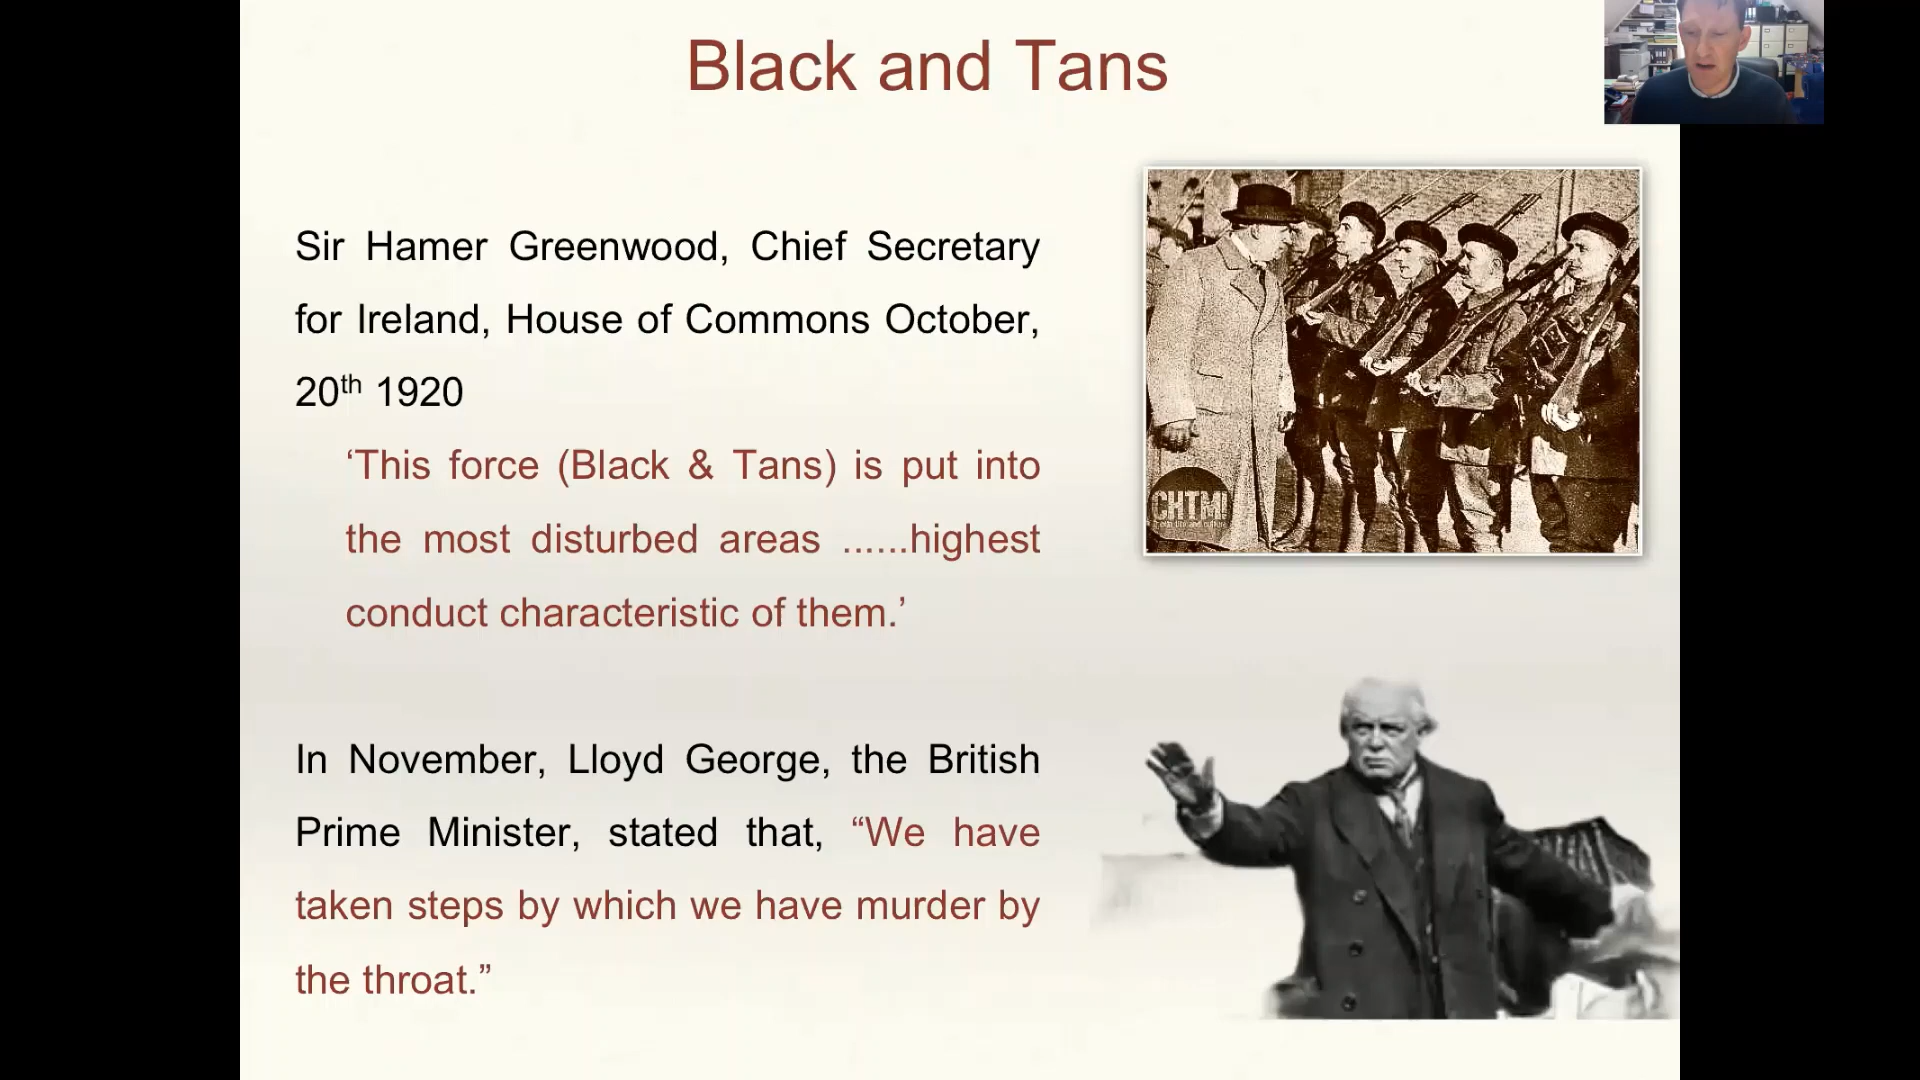 Black and Tans
Sir Hamer Greenwood, Chief Secretary
for Ireland, House of Commons October,
20th 1920
‘This force (Black & Tans) is put into
the most disturbed areas ......highest
conduct characteristic of them.’
In November, Lloyd George, the British
Prime Minister, stated that, “We have
taken steps by which we have murder by
the throat.”
CHTM!